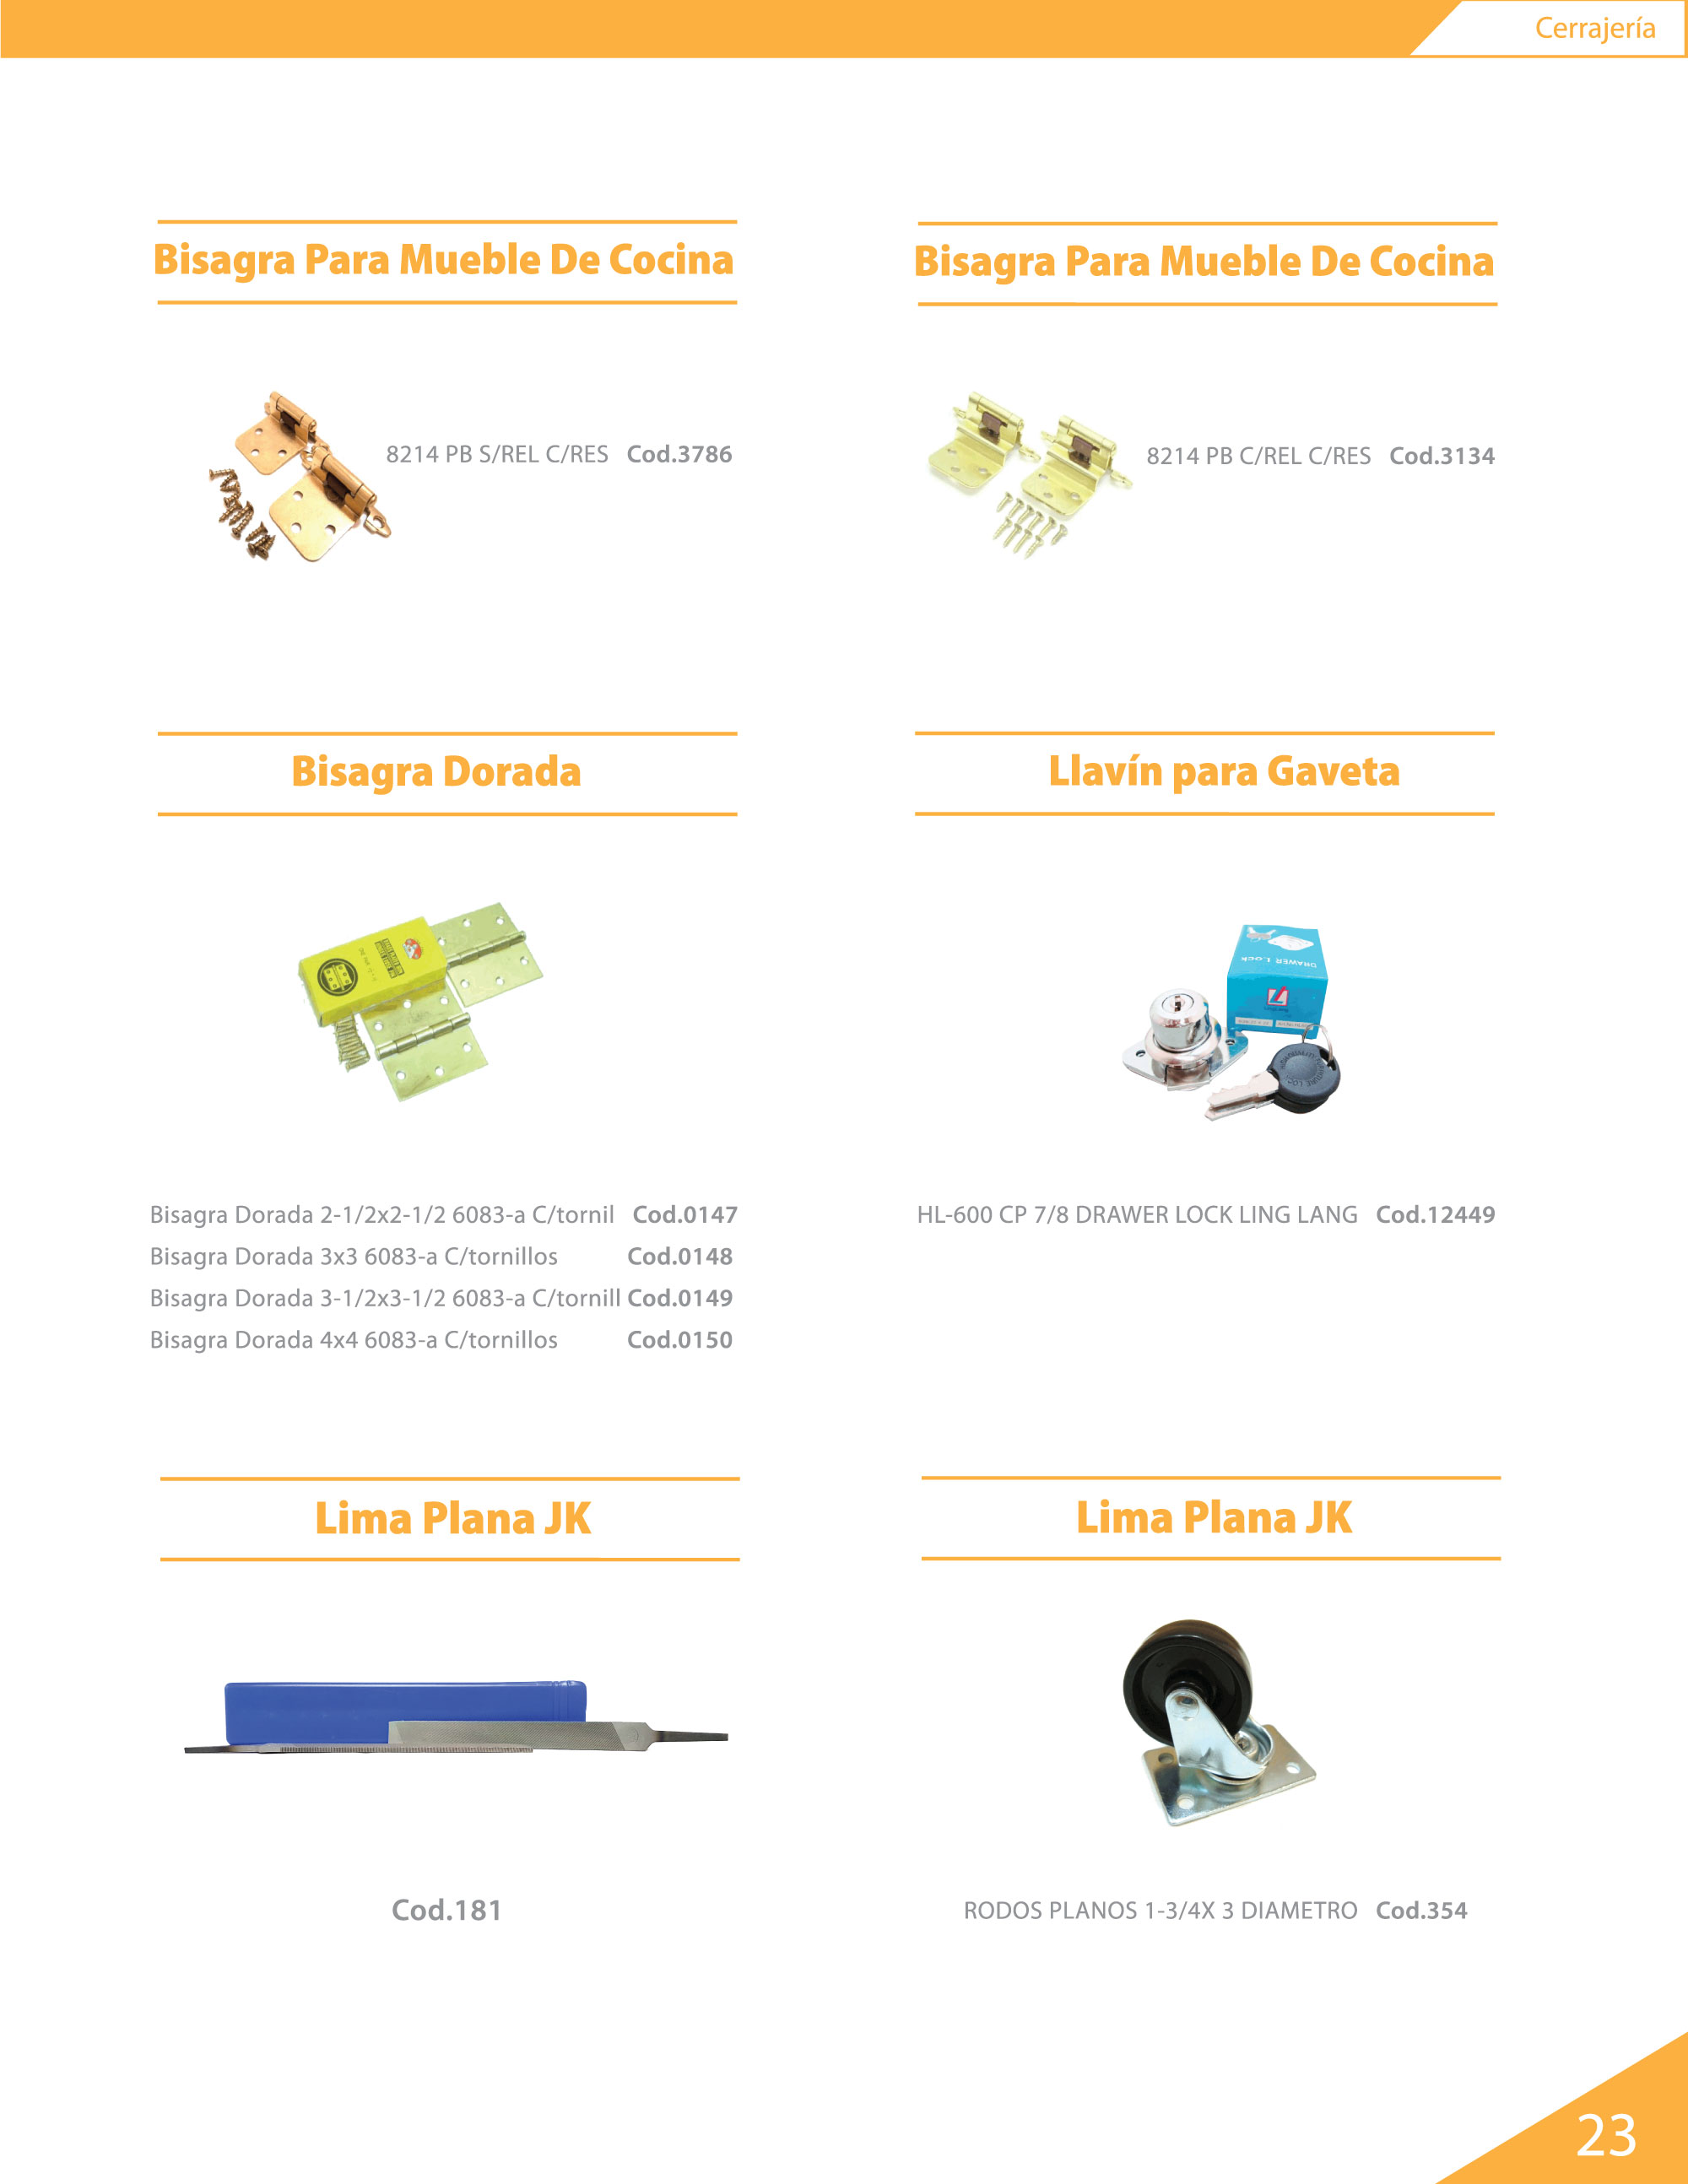 Cerrajería
Bisagra Para Mueble De Cocina
8214 PB S/REL C/RES Cod.3786
Bisagra Para Mueble De Cocina
8214 PB C/REL C/RES Cod.3134
Bisagra Dorada
Bisagra Dorada 2-1/2x2-1/2 6083-a C/tornil Cod.0147
Bisagra Dorada 3x3 6083-a C/tornillos Cod.0148
Bisagra Dorada 3-1/2x3-1/2 6083-a C/tornill Cod.0149
Bisagra Dorada 4x4 6083-a C/tornillos Cod.0150
Llavín para Gaveta
DRAWER Lock
HL-600 CP 7/8 DRAWER LOCK LING LANG Cod.12449
Lima Plana JK
Cod.181
Lima Plana JK
RODOS PLANOS 1-3/4X 3 DIAMETRO Cod.354
23